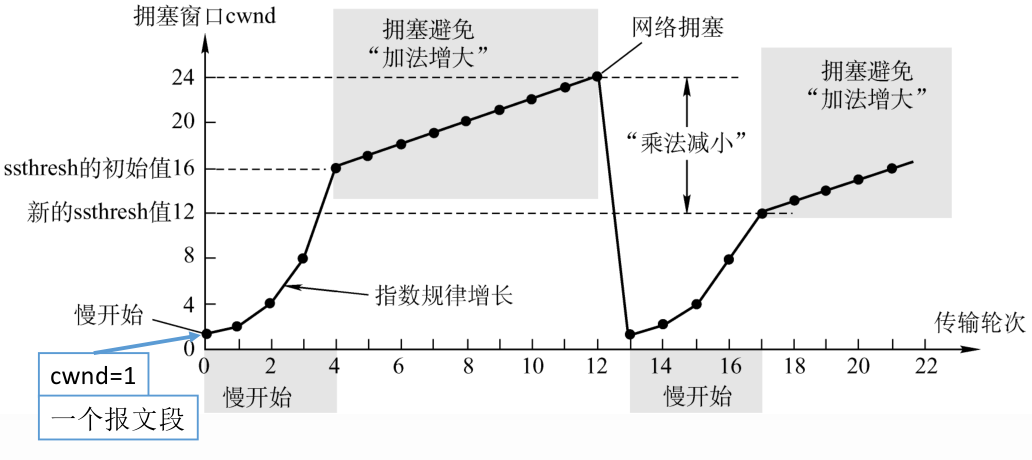 拥塞窗口cwnd
拥塞避免
“加法增大”
网络拥塞
拥塞避免
“加法增大”
24
20
“乘法减小”
ssthresh的初始值16
新的ssthresh值12
8
指数规律增长
4
慢开始
传输轮次
0
0 2 4 6 8 10 12 14 16 18 20 22
cwnd=1
慢开始
慢开始
一个报文段